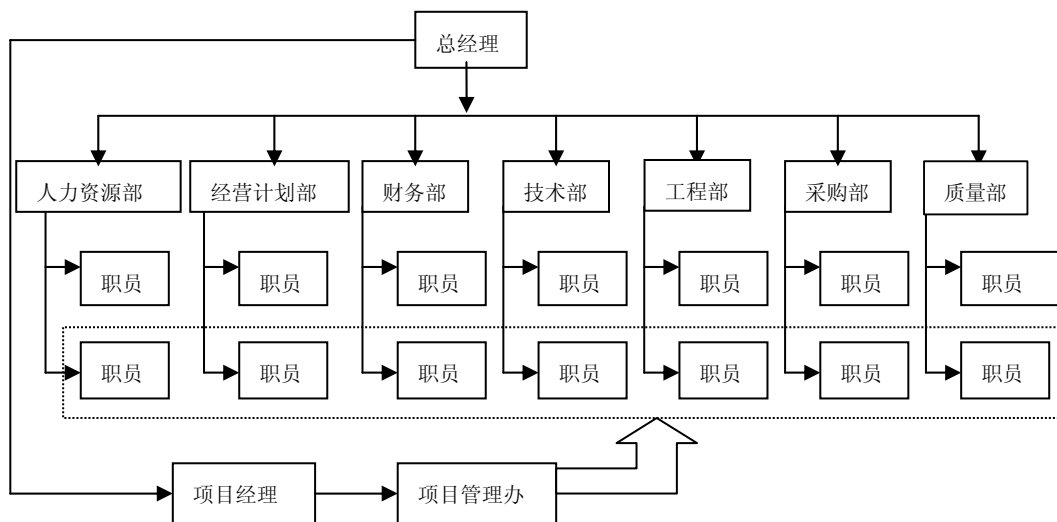 总经理
人力资源部
经营计划部
财务部
技术部
工程部
采购部
质量部
职员
职员
职员
职员
职员
职员
职员
职员
职员
职员
职员
职员
职员
职员
项目经理
项目管理办